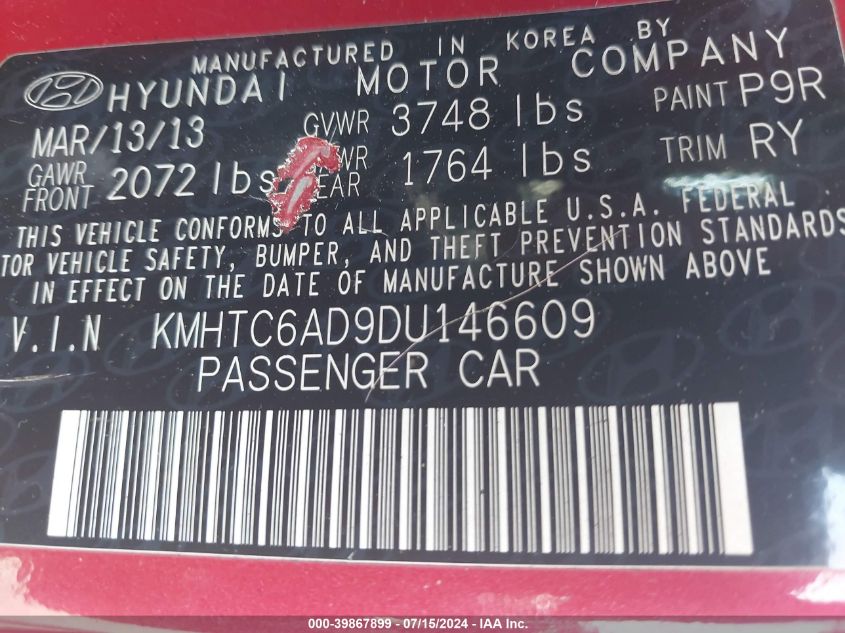 MANUFACTURED IN KOREA BY
HYUNDAI MOTOR COMPANY
MAR/13/13 GVWR 3748 lbs PAINT P9R
GAWR FRONT 2072 lbs 1764 lbs TRIM RY
THIS VEHICLE CONFORMS TO ALL APPLICABLE U.S.A. FEDERAL
TOR VEHICLE SAFETY, BUMPER, AND THEFT PREVENTION STANDARDS
IN EFFECT ON THE DATE OF MANUFACTURE SHOWN ABOVE
V.I.N KMHTC6AD9DU146609
PASSENGER CAR
000-39867899 - 07/15/2024 - IAA Inc.